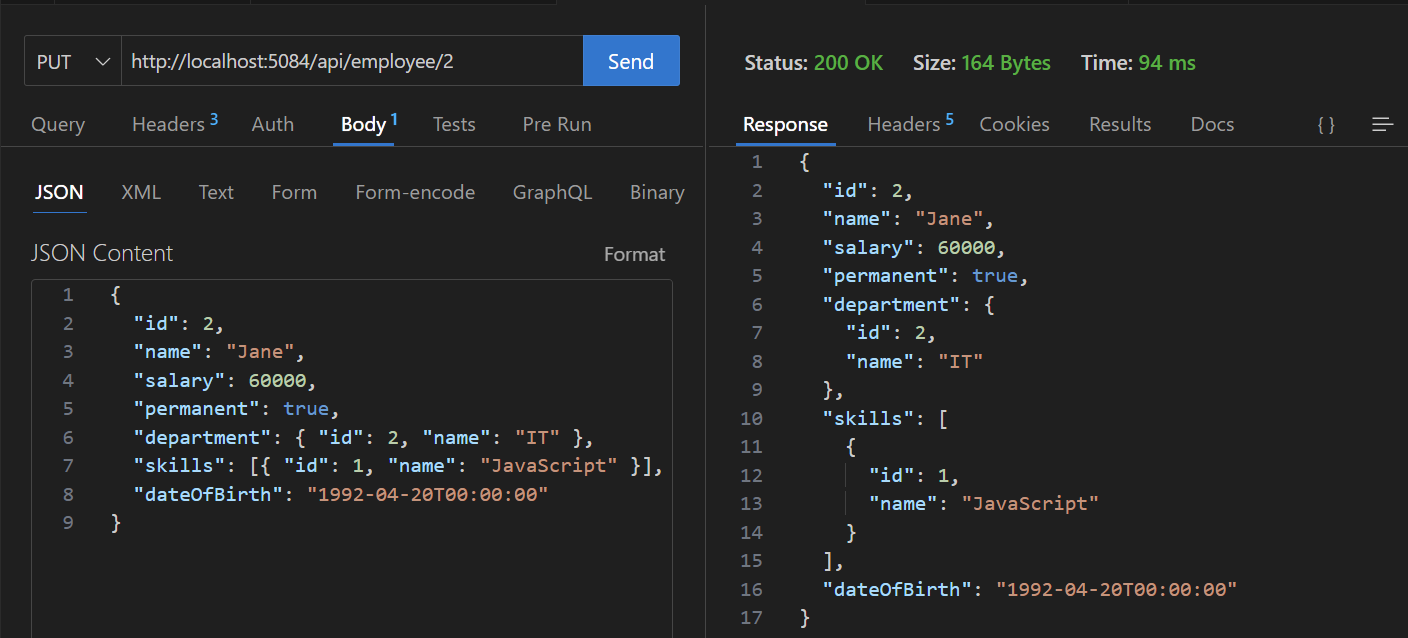 PUT http://localhost:5084/api/employee/2 Send
Query Headers 3 Auth Body 1 Tests Pre Run
JSON XML Text Form Form-encode GraphQL Binary
JSON Content Format
1 {
2 "id": 2,
3 "name": "Jane",
4 "salary": 60000,
5 "permanent": true,
6 "department": { "id": 2, "name": "IT" },
7 "skills": [{ "id": 1, "name": "JavaScript" }],
8 "dateOfBirth": "1992-04-20T00:00:00"
9 }
Status: 200 OK Size: 164 Bytes Time: 94 ms
Response Headers 5 Cookies Results Docs { }
1 {
2 "id": 2,
3 "name": "Jane",
4 "salary": 60000,
5 "permanent": true,
6 "department": {
7 "id": 2,
8 "name": "IT"
9 },
10 "skills": [
11 {
12 "id": 1,
13 "name": "JavaScript"
14 }
15 ],
16 "dateOfBirth": "1992-04-20T00:00:00"
17 }